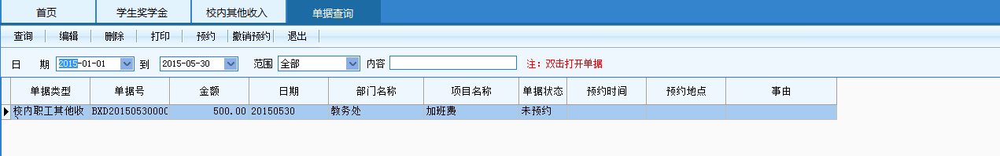 首页 学生奖学金 校内其他收入 单据查询
查询 编辑 删除 打印 预约 撤销预约 退出
日 期 2015-01-01 到 2015-05-30 范围 全部 内容 注：双击打开单据
单据类型 单据号 金额 日期 部门名称 项目名称 单据状态 预约时间 预约地点 事由
校内职工其他收 BXD2015053000 500.00 20150530 教务处 加班费 未预约